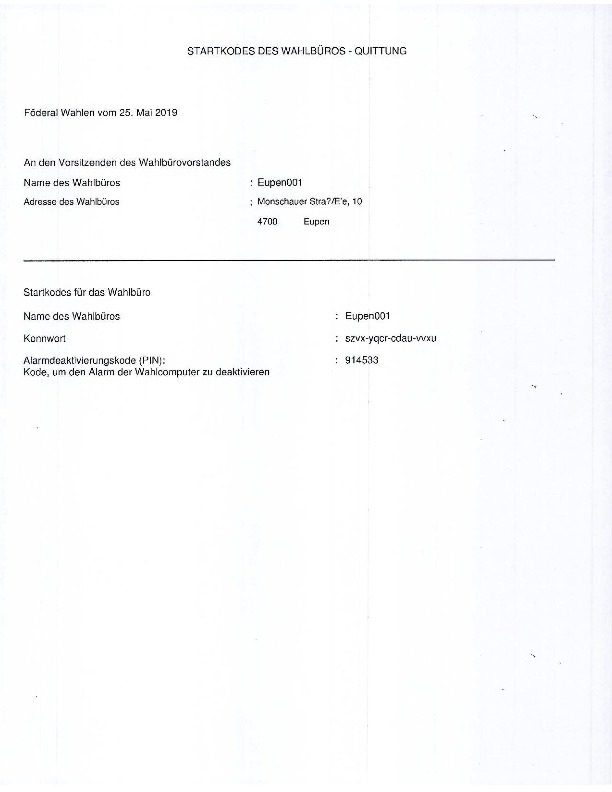 STARTKODES DES WAHLBÜROS - QUITTUNG
Föderal Wahlen vom 25. Mai 2019
An den Vorsitzenden des Wahlbürovorstandes
Name des Wahlbüros : Eupen001
Adresse des Wahlbüros : Monschauer Stra?/E'e, 10
4700 Eupen
Startkodes für das Wahlbüro
Name des Wahlbüros : Eupen001
Kennwort : szvx-yqcr-cdau-vvxu
Alarmdeaktivierungskode (PIN): : 914533
Kode, um den Alarm der Wahlcomputer zu deaktivieren